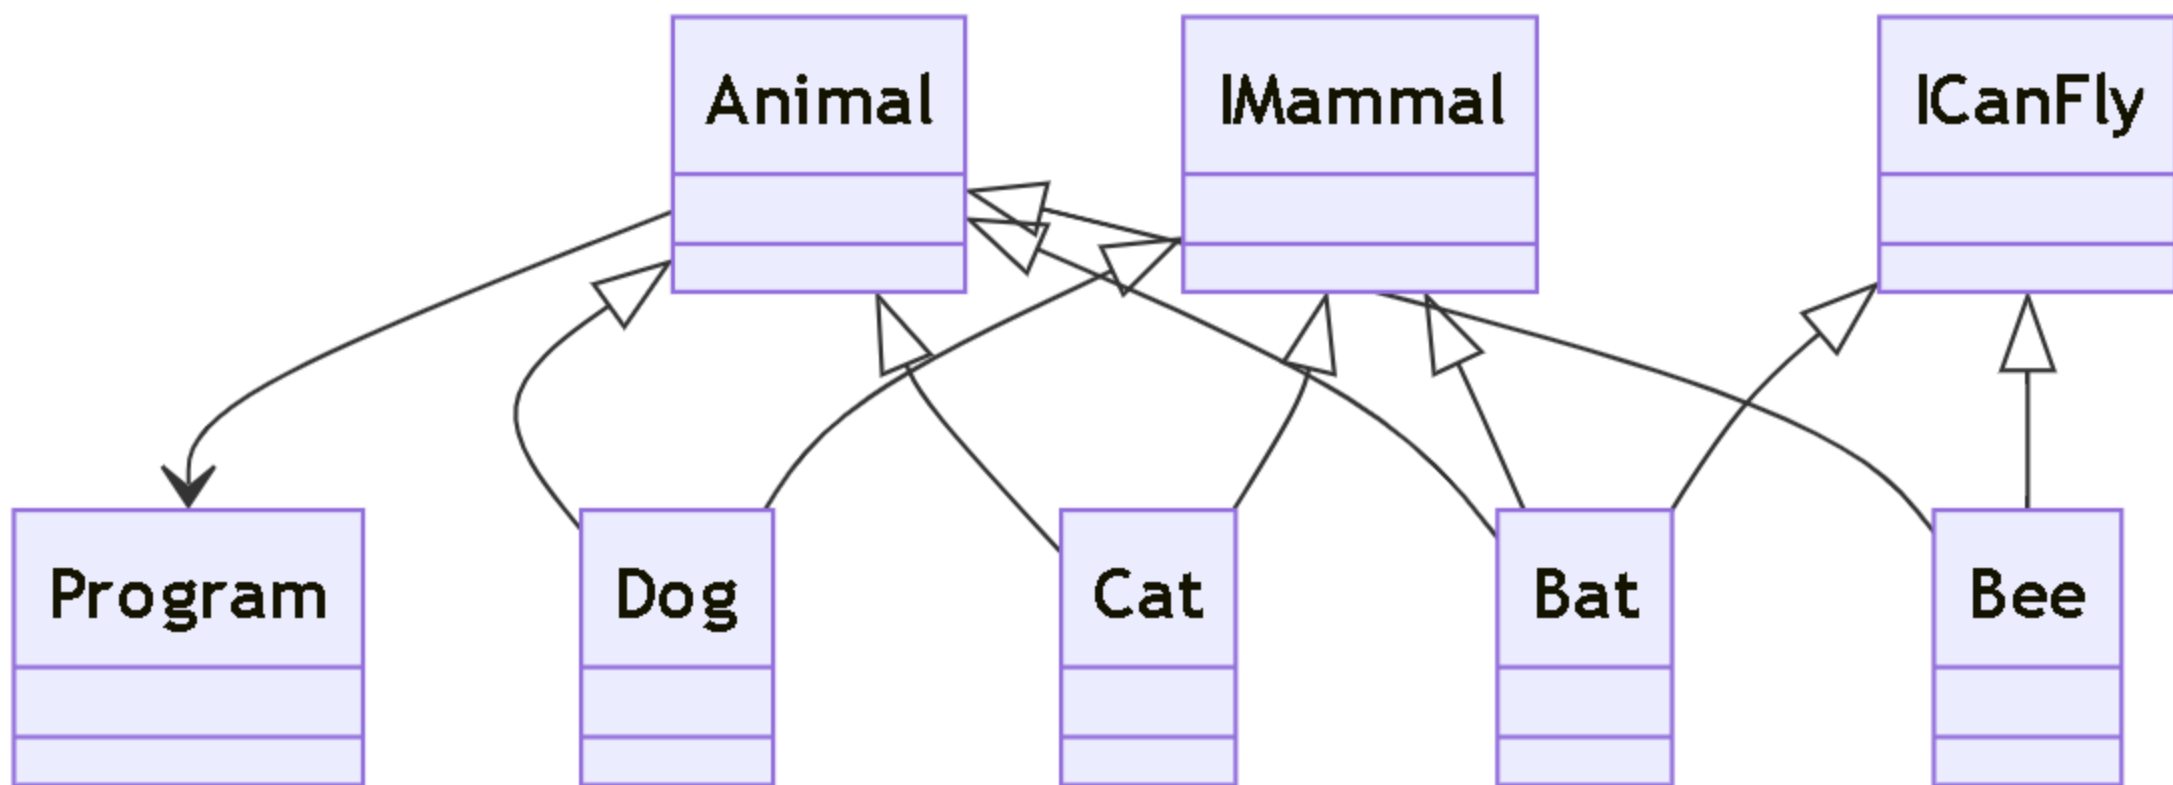 Animal
IMammal
ICanFly
Program
Dog
Cat
Bat
Bee